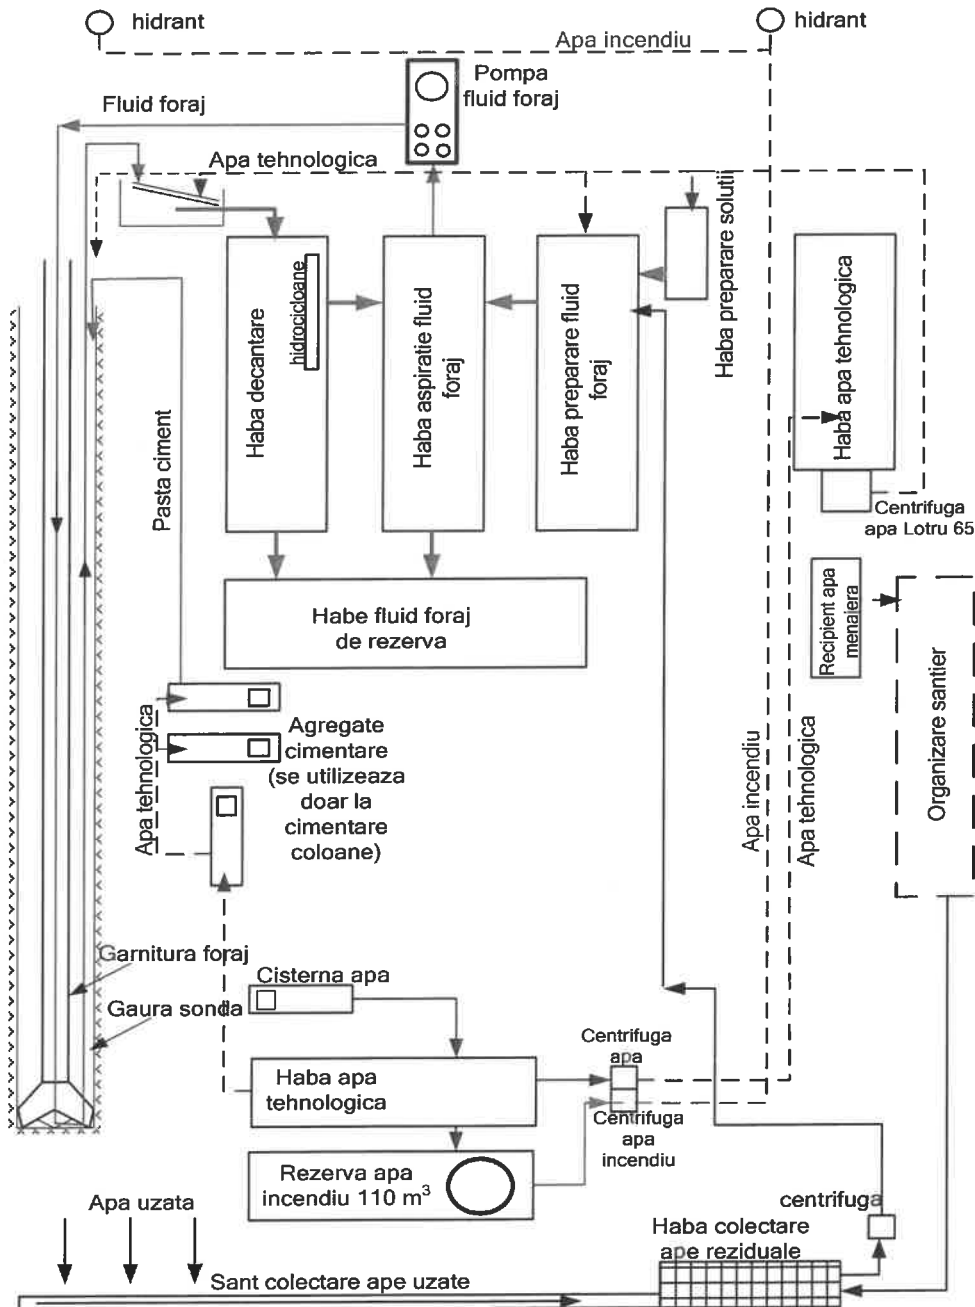 hidrant
hidrant
Apa incendiu
Pompa
fluid foraj
Fluid foraj
Apa tehnologica
Haba preparare solutii
Haba decantare
hidrocicloane
Haba aspiratie fluid
foraj
Haba preparare fluid
foraj
Haba apa tehnologica
Pasta ciment
Centrifuga
apa Lotru 65
Habe fluid foraj
de rezerva
Recipient apa
menajera
Organizare santier
Apa tehnologica
Agregate
cimentare
(se utilizeaza
doar la
cimentare
coloane)
Apa incendiu
Apa tehnologica
Garnitura foraj
Gaura sonda
Cisterna apa
Centrifuga
apa
Haba apa
tehnologica
Centrifuga
apa
incendiu
Rezerva apa
incendiu 110 m³
Apa uzata
centrifuga
Haba colectare
ape reziduale
Sant colectare ape uzate